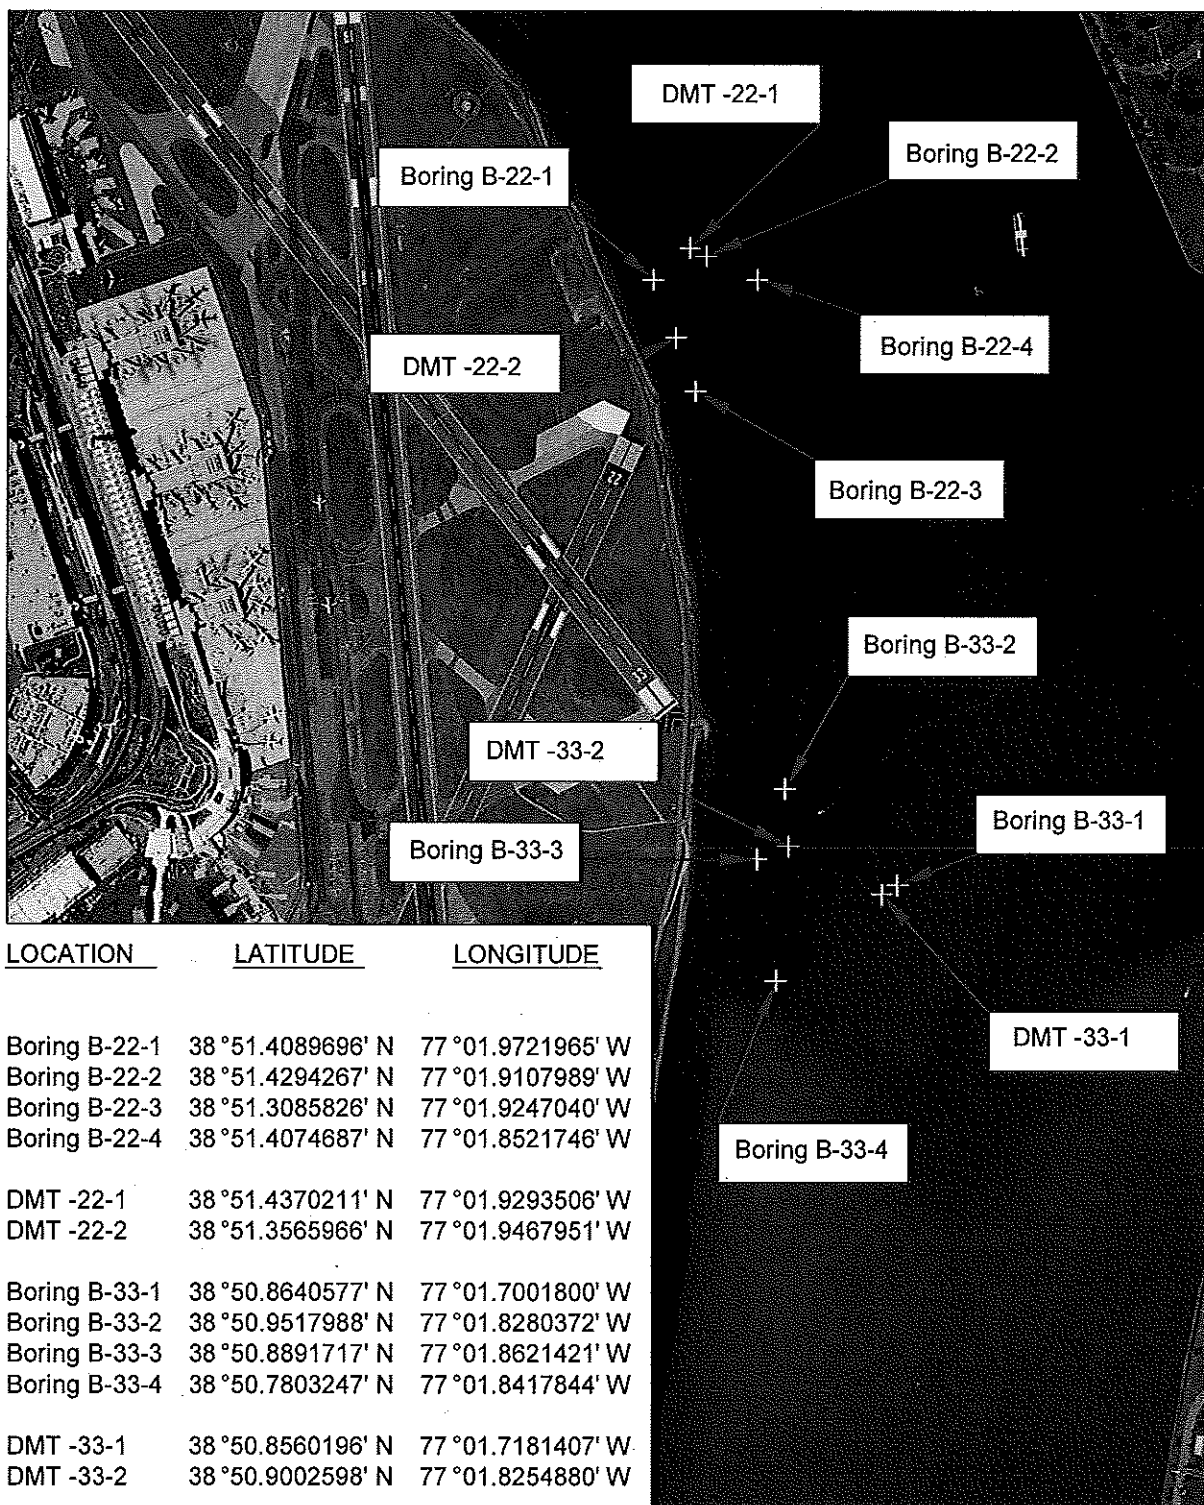 DMT -22-1
Boring B-22-2
Boring B-22-1
Boring B-22-4
DMT -22-2
Boring B-22-3
22
33
Boring B-33-2
DMT -33-2
Boring B-33-1
Boring B-33-3
DMT -33-1
Boring B-33-4
LOCATION LATITUDE LONGITUDE
Boring B-22-1 38 °51.4089696' N 77 °01.9721965' W
Boring B-22-2 38 °51.4294267' N 77 °01.9107989' W
Boring B-22-3 38 °51.3085826' N 77 °01.9247040' W
Boring B-22-4 38 °51.4074687' N 77 °01.8521746' W
DMT -22-1 38 °51.4370211' N 77 °01.9293506' W
DMT -22-2 38 °51.3565966' N 77 °01.9467951' W
Boring B-33-1 38 °50.8640577' N 77 °01.7001800' W
Boring B-33-2 38 °50.9517988' N 77 °01.8280372' W
Boring B-33-3 38 °50.8891717' N 77 °01.8621421' W
Boring B-33-4 38 °50.7803247' N 77 °01.8417844' W
DMT -33-1 38 °50.8560196' N 77 °01.7181407' W
DMT -33-2 38 °50.9002598' N 77 °01.8254880' W